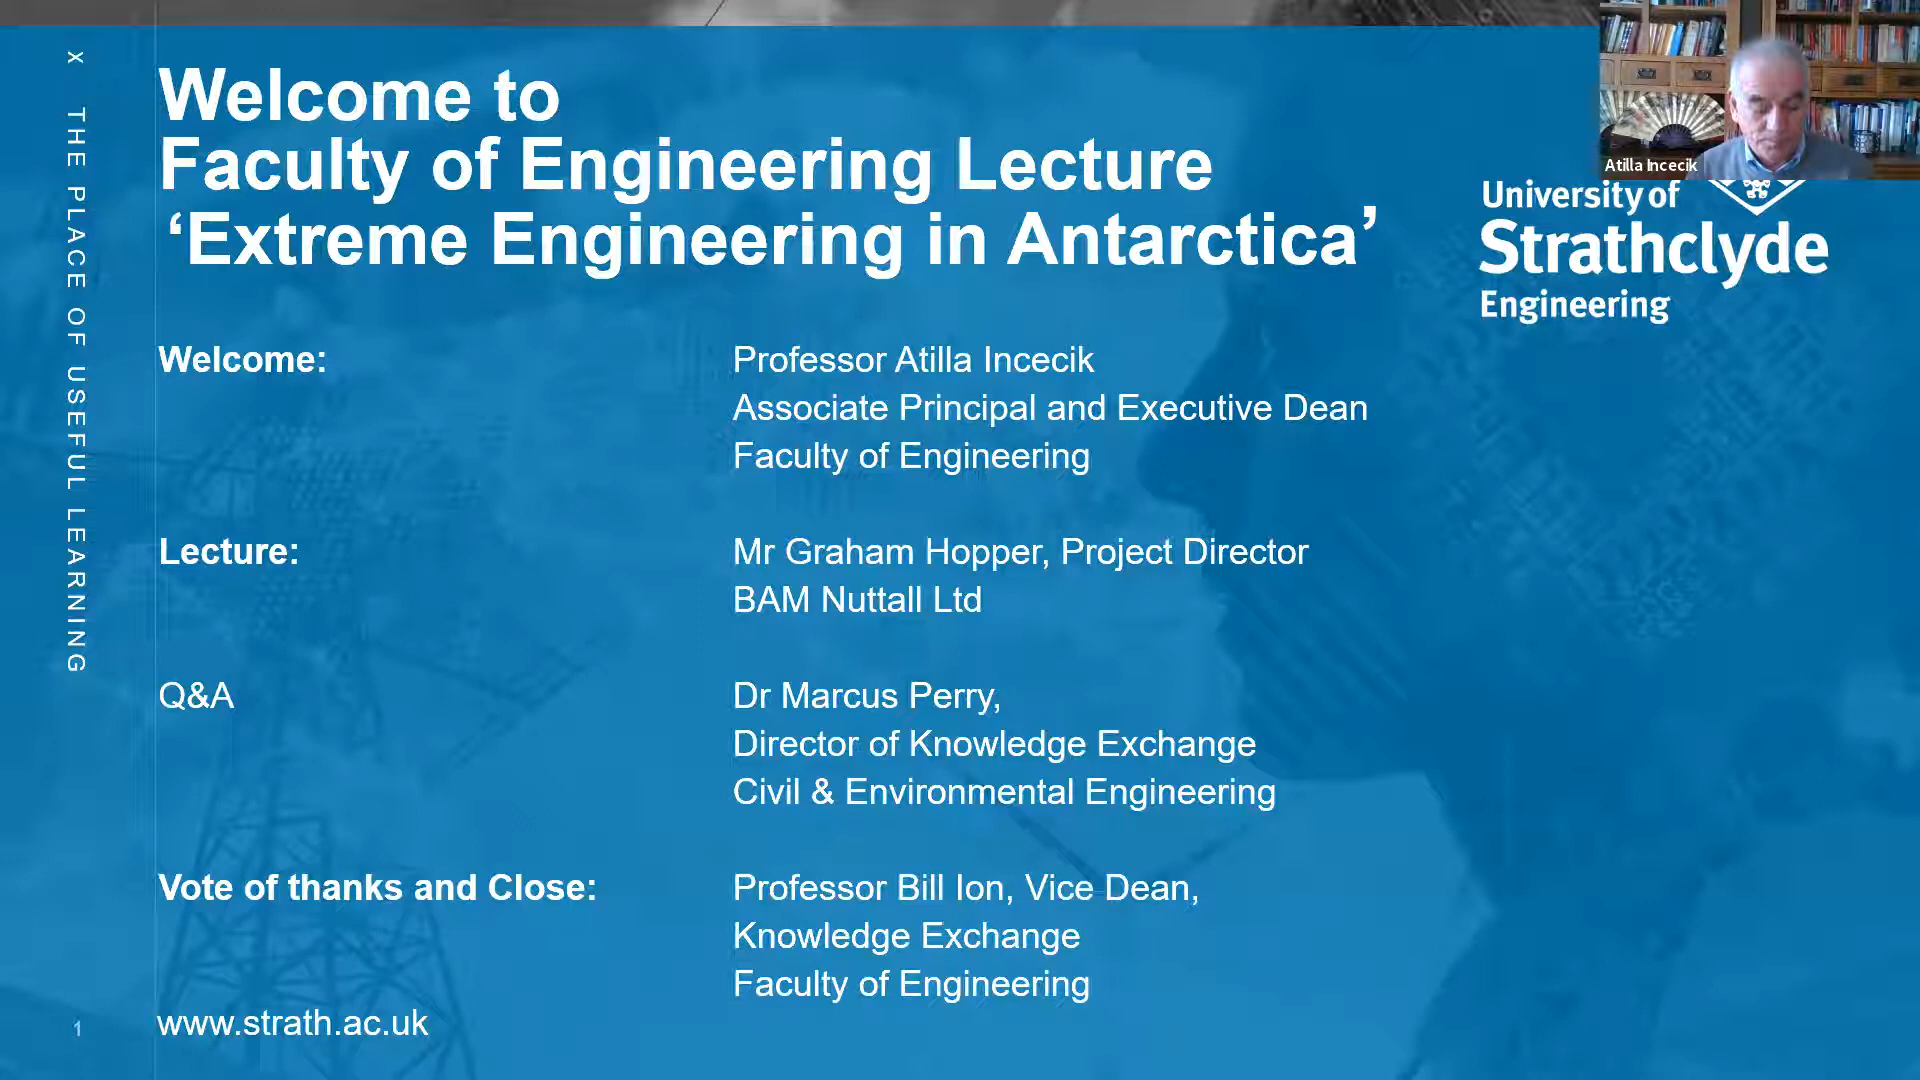 X THE PLACE OF USEFUL LEARNING
Welcome to
Faculty of Engineering Lecture
‘Extreme Engineering in Antarctica’
Atilla Incecik
University of
Strathclyde
Engineering
Welcome:
Professor Atilla Incecik
Associate Principal and Executive Dean
Faculty of Engineering
Lecture:
Mr Graham Hopper, Project Director
BAM Nuttall Ltd
Q&A
Dr Marcus Perry,
Director of Knowledge Exchange
Civil & Environmental Engineering
Vote of thanks and Close:
Professor Bill Ion, Vice Dean,
Knowledge Exchange
Faculty of Engineering
1
www.strath.ac.uk